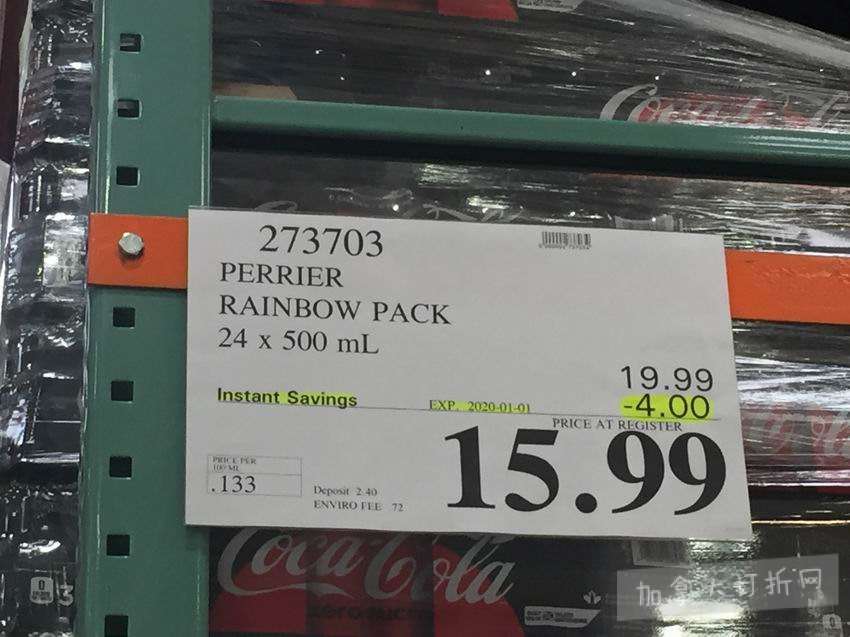 Coca-Cola
273703
PERRIER
RAINBOW PACK
24 x 500 mL
19.99
Instant Savings EXP. 2020-01-01 -4.00
PRICE AT REGISTER
15.99
PRICE PER
100 ML
.133
Deposit 2.40
ENVIRO FEE 72
Coca-Cola
加拿大打折网